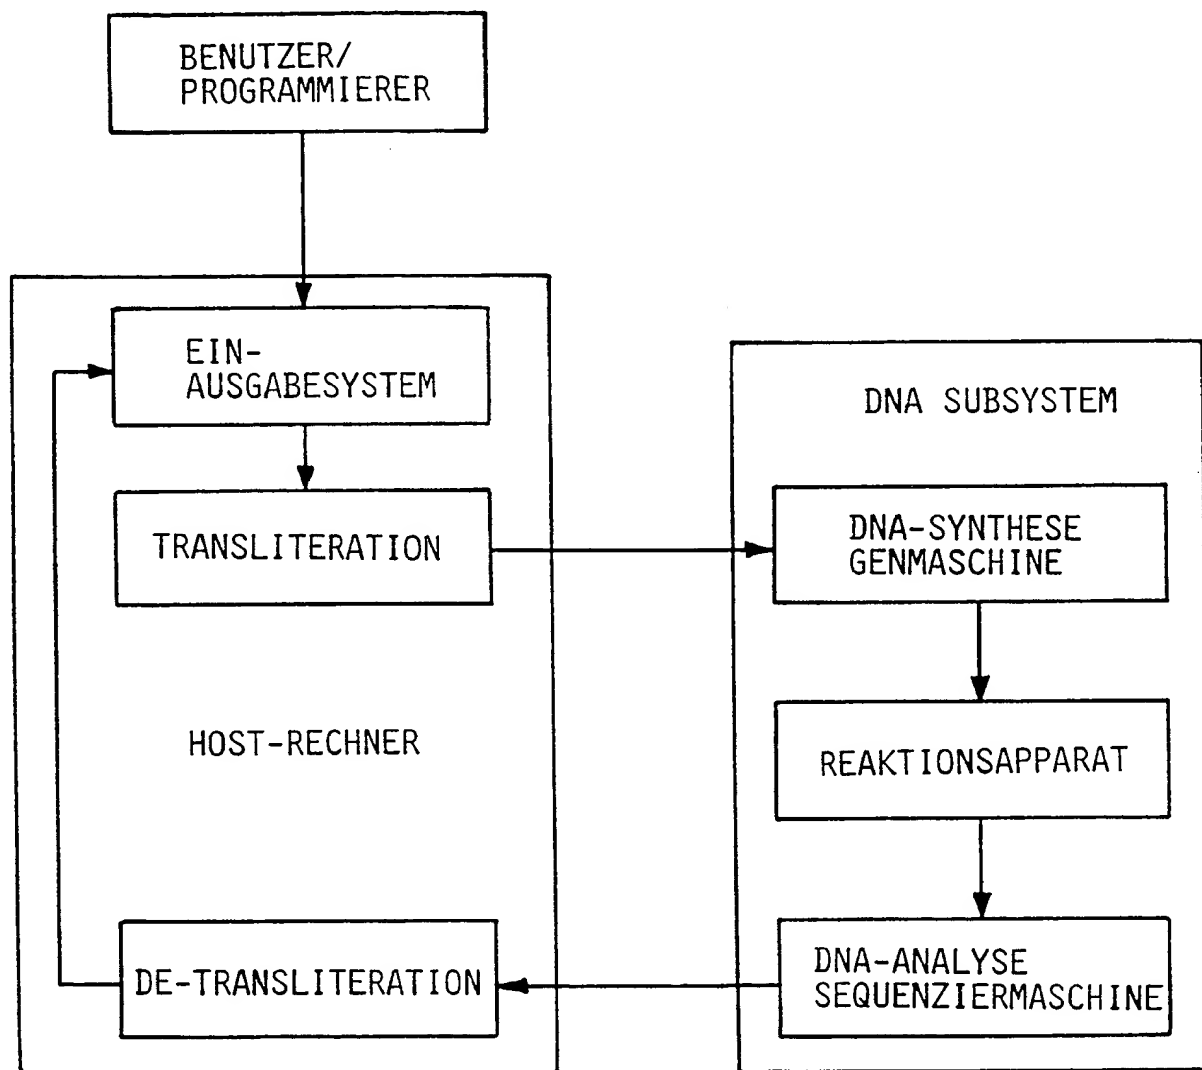 BENUTZER/
PROGRAMMIERER
EIN-
AUSGABESYSTEM
TRANSLITERATION
HOST-RECHNER
DE-TRANSLITERATION
DNA SUBSYSTEM
DNA-SYNTHESE
GENMASCHINE
REAKTIONSAPPARAT
DNA-ANALYSE
SEQUENZIERMASCHINE